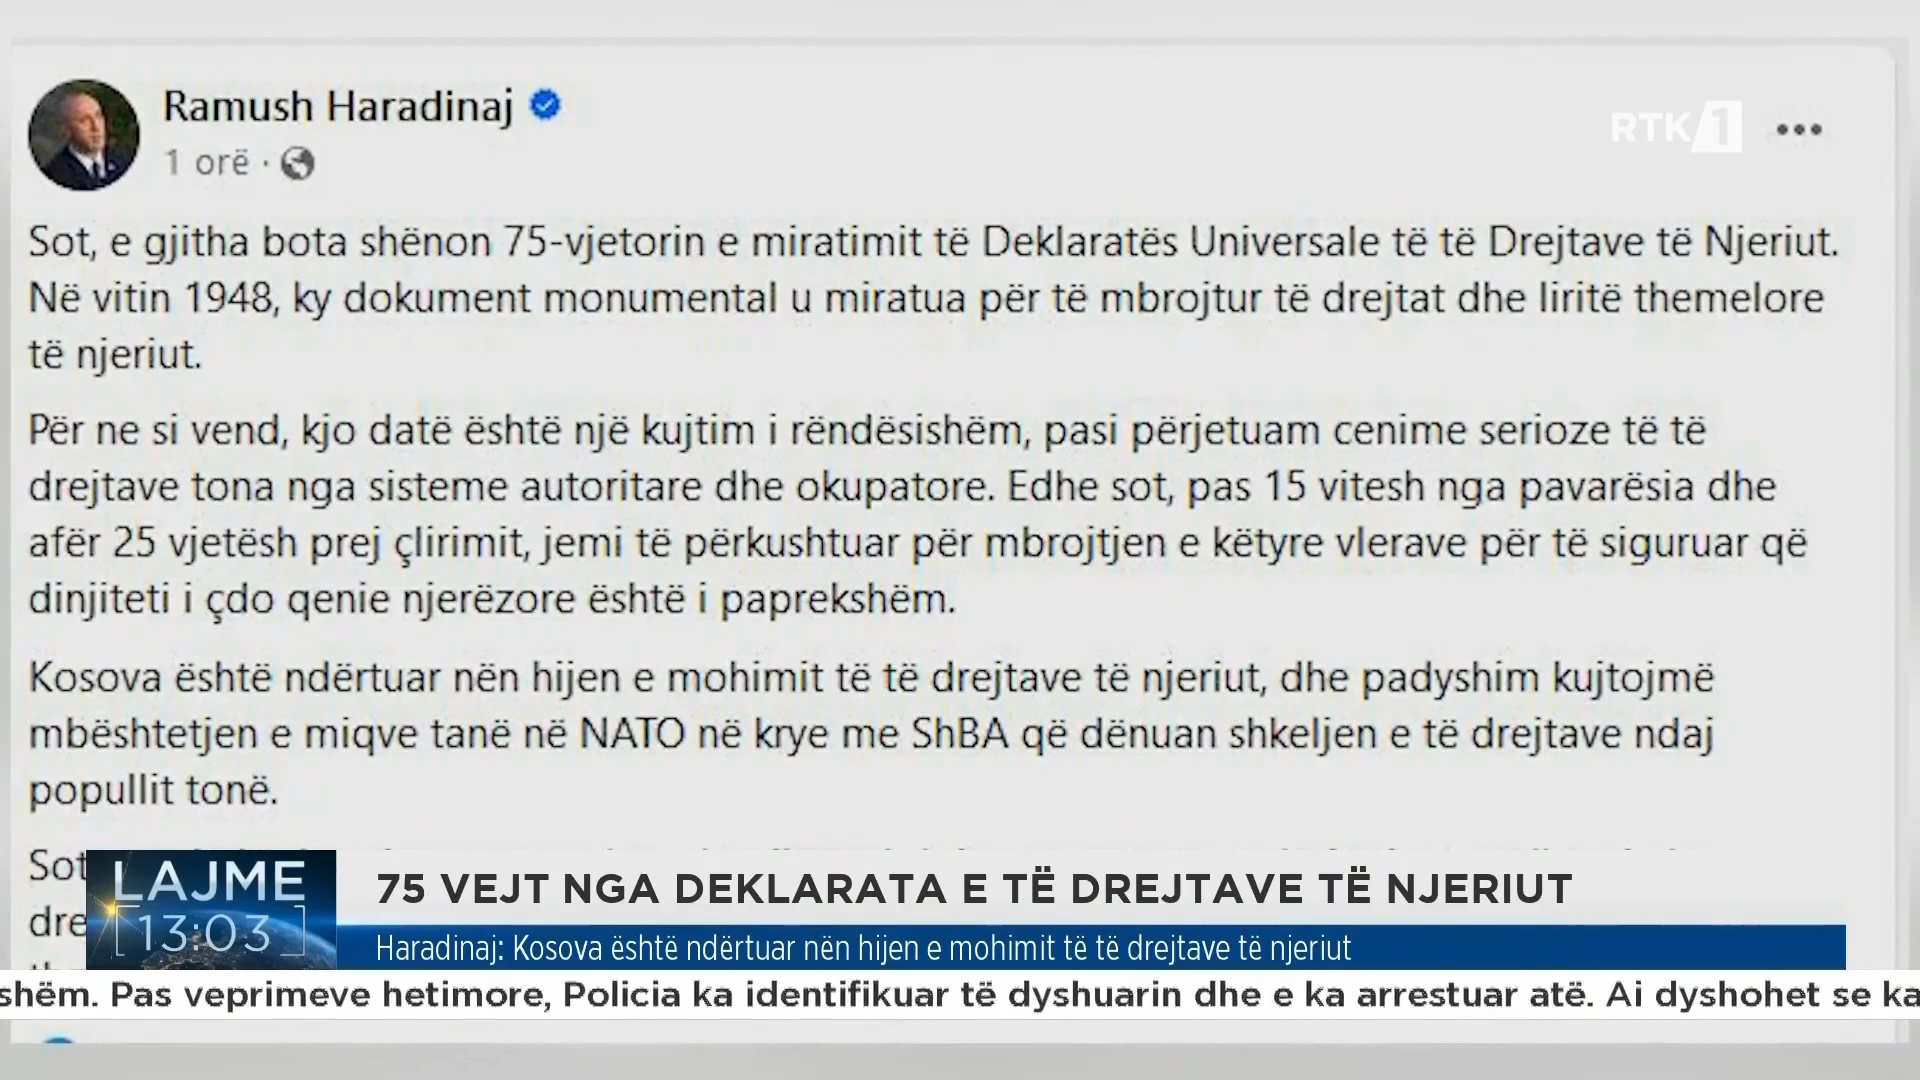 Ramush Haradinaj
1 orë ·
RTK 1
Sot, e gjitha bota shënon 75-vjetorin e miratimit të Deklaratës Universale të të Drejtave të Njeriut.
Në vitin 1948, ky dokument monumental u miratua për të mbrojtur të drejtat dhe liritë themelore
të njeriut.
Për ne si vend, kjo datë është një kujtim i rëndësishëm, pasi përjetuam cenime serioze të të
drejtave tona nga sisteme autoritare dhe okupatore. Edhe sot, pas 15 vitesh nga pavarësia dhe
afër 25 vjetësh prej çlirimit, jemi të përkushtuar për mbrojtjen e këtyre vlerave për të siguruar që
dinjiteti i çdo qenie njerëzore është i paprekshëm.
Kosova është ndërtuar nën hijen e mohimit të të drejtave të njeriut, dhe padyshim kujtojmë
mbështetjen e miqve tanë në NATO në krye me ShBA që dënuan shkeljen e të drejtave ndaj
popullit tonë.
Sot
dre
LAJME
13:03
75 VEJT NGA DEKLARATA E TË DREJTAVE TË NJERIUT
Haradinaj: Kosova është ndërtuar nën hijen e mohimit të të drejtave të njeriut
shëm. Pas veprimeve hetimore, Policia ka identifikuar të dyshuarin dhe e ka arrestuar atë. Ai dyshohet se ka